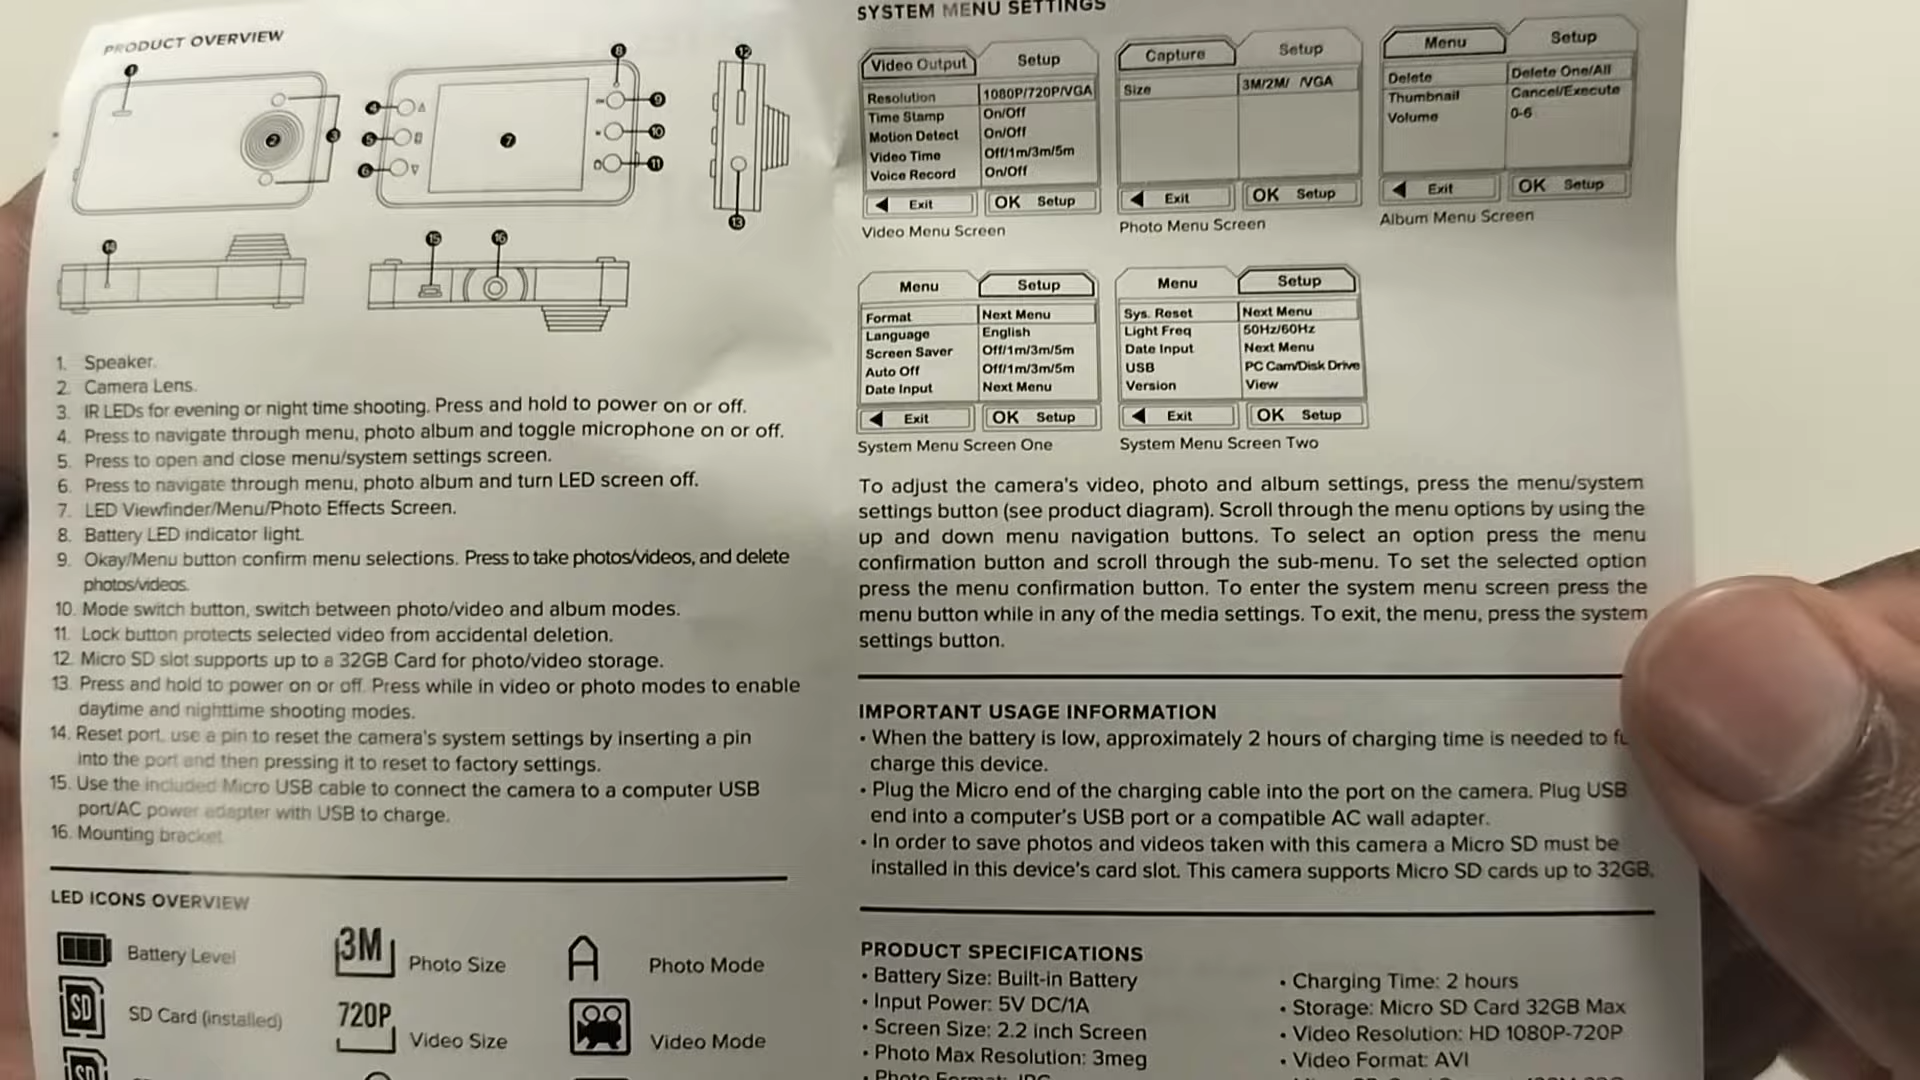 PRODUCT OVERVIEW
1
2
3
4
5
6
7
8
9
10
11
12
13
14
15
16
1. Speaker.
2. Camera Lens.
3. IR LEDs for evening or night time shooting. Press and hold to power on or off.
4. Press to navigate through menu, photo album and toggle microphone on or off.
5. Press to open and close menu/system settings screen.
6. Press to navigate through menu, photo album and turn LED screen off.
7. LED Viewfinder/Menu/Photo Effects Screen.
8. Battery LED indicator light.
9. Okay/Menu button confirm menu selections. Press to take photos/videos, and delete
photos/videos.
10. Mode switch button, switch between photo/video and album modes.
11. Lock button protects selected video from accidental deletion.
12. Micro SD slot supports up to a 32GB Card for photo/video storage.
13. Press and hold to power on or off. Press while in video or photo modes to enable
daytime and nighttime shooting modes.
14. Reset port, use a pin to reset the camera's system settings by inserting a pin
into the port and then pressing it to reset to factory settings.
15. Use the included Micro USB cable to connect the camera to a computer USB
port/AC power adapter with USB to charge.
16. Mounting bracket
LED ICONS OVERVIEW
Battery Level
3M Photo Size
A Photo Mode
SD SD Card (installed)
720P Video Size
Video Mode
SD
SYSTEM MENU SETTINGS
Video Output Setup
Resolution 1080P/720P/VGA
Time Stamp On/Off
Motion Detect On/Off
Video Time Off/1m/3m/5m
Voice Record On/Off
Exit OK Setup
Video Menu Screen
Capture Setup
Size 3M/2M/ /VGA
Exit OK Setup
Photo Menu Screen
Menu Setup
Delete Delete One/All
Thumbnail Cancel/Execute
Volume 0-6
Exit OK Setup
Album Menu Screen
Menu Setup
Format Next Menu
Language English
Screen Saver Off/1m/3m/5m
Auto Off Off/1m/3m/5m
Date Input Next Menu
Exit OK Setup
System Menu Screen One
Menu Setup
Sys. Reset Next Menu
Light Freq 50Hz/60Hz
Date Input Next Menu
USB PC Cam/Disk Drive
Version View
Exit OK Setup
System Menu Screen Two
To adjust the camera's video, photo and album settings, press the menu/system
settings button (see product diagram). Scroll through the menu options by using the
up and down menu navigation buttons. To select an option press the menu
confirmation button and scroll through the sub-menu. To set the selected option
press the menu confirmation button. To enter the system menu screen press the
menu button while in any of the media settings. To exit, the menu, press the system
settings button.
IMPORTANT USAGE INFORMATION
• When the battery is low, approximately 2 hours of charging time is needed to
charge this device.
• Plug the Micro end of the charging cable into the port on the camera. Plug USB
end into a computer's USB port or a compatible AC wall adapter.
• In order to save photos and videos taken with this camera a Micro SD must be
installed in this device's card slot. This camera supports Micro SD cards up to 32GB.
PRODUCT SPECIFICATIONS
• Battery Size: Built-in Battery
• Input Power: 5V DC/1A
• Screen Size: 2.2 inch Screen
• Photo Max Resolution: 3meg
• Photo Format: JPG
• Charging Time: 2 hours
• Storage: Micro SD Card 32GB Max
• Video Resolution: HD 1080P-720P
• Video Format: AVI